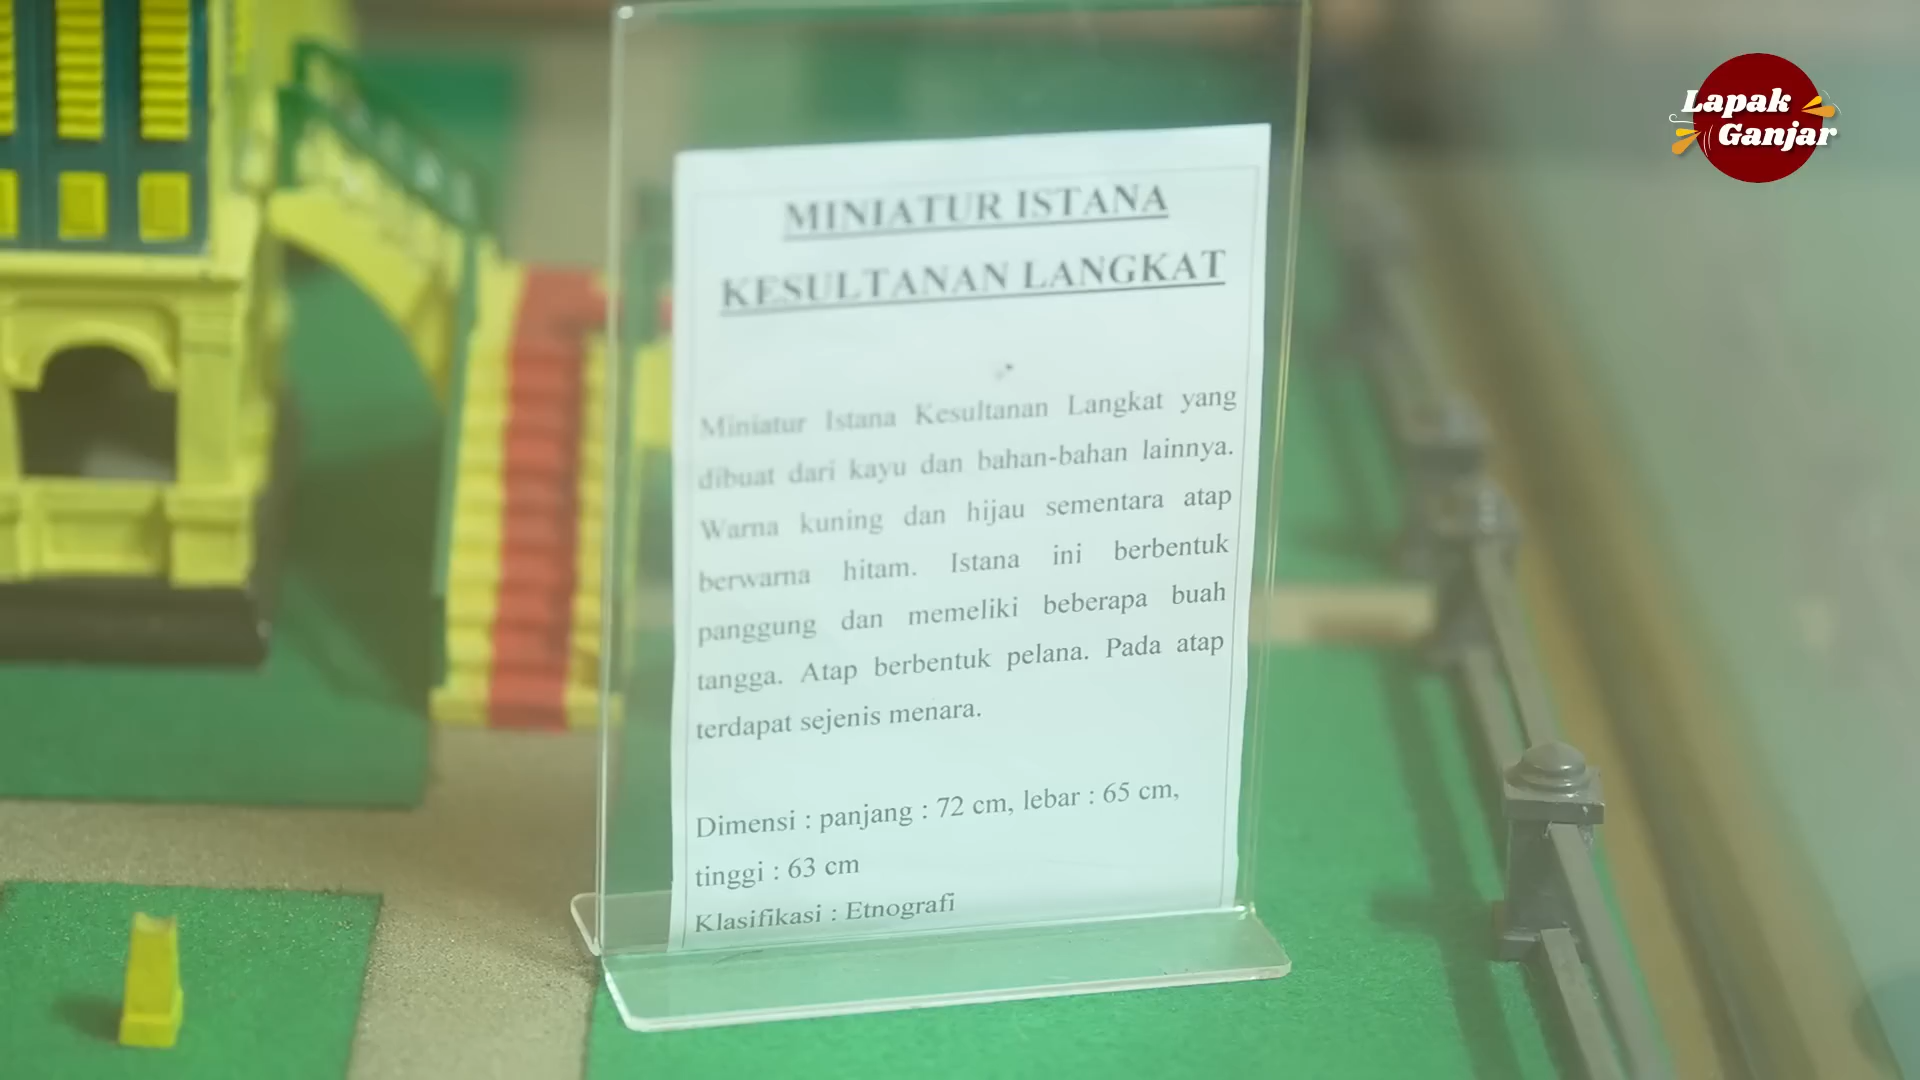 Lapak
Ganjar
MINIATUR ISTANA
KESULTANAN LANGKAT
Miniatur Istana Kesultanan Langkat yang
dibuat dari kayu dan bahan-bahan lainnya.
Warna kuning dan hijau sementara atap
berwarna hitam. Istana ini berbentuk
panggung dan memeliki beberapa buah
tangga. Atap berbentuk pelana. Pada atap
terdapat sejenis menara.
Dimensi : panjang : 72 cm, lebar : 65 cm,
tinggi : 63 cm
Klasifikasi : Etnografi